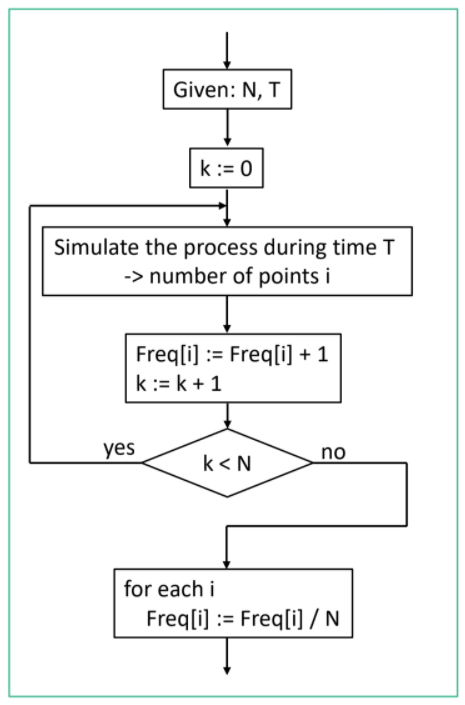 Given: N, T
k := 0
Simulate the process during time T
-> number of points i
Freq[i] := Freq[i] + 1
k := k + 1
yes
k < N
no
for each i
Freq[i] := Freq[i] / N